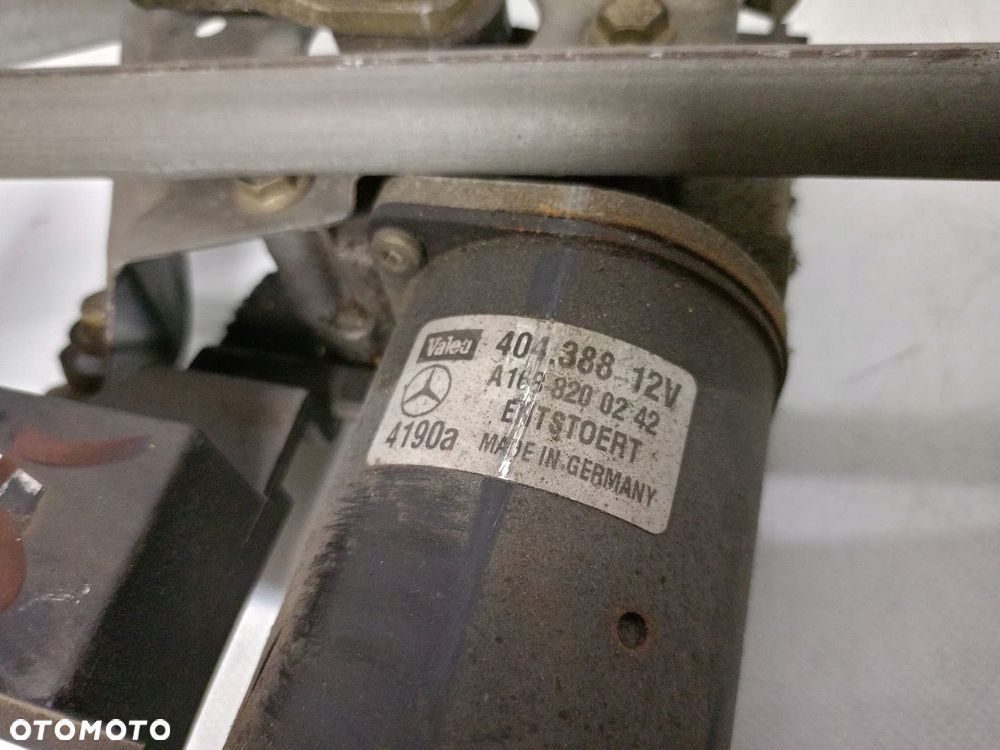 Valeo 404.388 12V
A168 820 02 42
ENTSTOERT
4190a MADE IN GERMANY
OTOMOTO